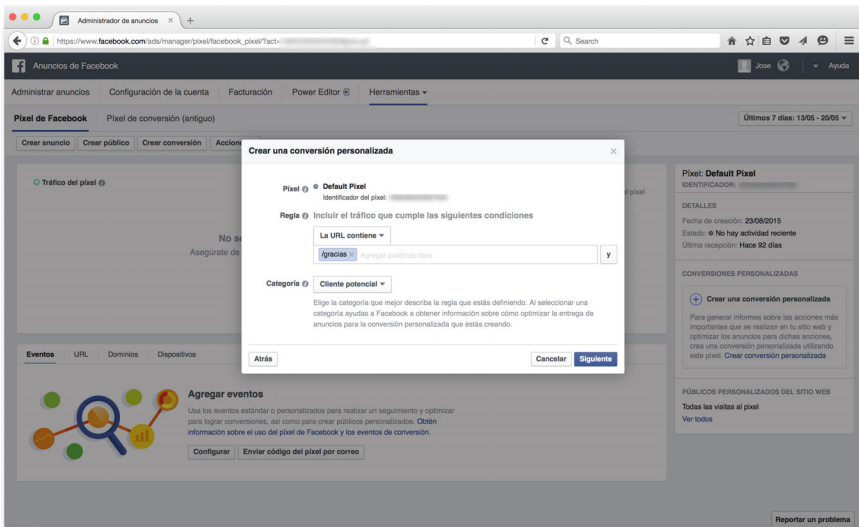 Administrador de anuncios
https://www.facebook.com/ads/manager/pixel/facebook_pixel/?act=
Search
Anuncios de Facebook
Jose
Ayuda
Administrar anuncios Configuración de la cuenta Facturación Power Editor Herramientas
Píxel de Facebook Píxel de conversión (antiguo)
Últimos 7 días: 13/05 - 20/05
Crear anuncio Crear público Crear conversión Accion
Tráfico del píxel
No s
Asegúrate de
el píxel
Crear una conversión personalizada
Píxel Default Pixel
Identificador del píxel:
Regla Incluir el tráfico que cumple las siguientes condiciones
La URL contiene
/gracias Agregar palabras clave
y
Categoría Cliente potencial
Elige la categoría que mejor describa la regla que estás definiendo. Al seleccionar una
categoría ayudas a Facebook a obtener información sobre cómo optimizar la entrega de
anuncios para la conversión personalizada que estás creando.
Atrás Cancelar Siguiente
Píxel: Default Pixel
IDENTIFICADOR:
DETALLES
Fecha de creación: 23/08/2015
Estado: No hay actividad reciente
Última recepción: Hace 92 días
CONVERSIONES PERSONALIZADAS
Crear una conversión personalizada
Para generar informes sobre las acciones más
importantes que se realizan en tu sitio web y
optimizar los anuncios para dichas acciones,
crea una conversión personalizada utilizando
este píxel. Crear conversión personalizada
PÚBLICOS PERSONALIZADOS DEL SITIO WEB
Todas las visitas al píxel
Ver todos
Eventos URL Dominios Dispositivos
Agregar eventos
Usa los eventos estándar o personalizados para realizar un seguimiento y optimizar
para lograr conversiones, así como para crear públicos personalizados. Obtén
información sobre el uso del píxel de Facebook y los eventos de conversión.
Configurar Enviar código del píxel por correo
Reportar un problema